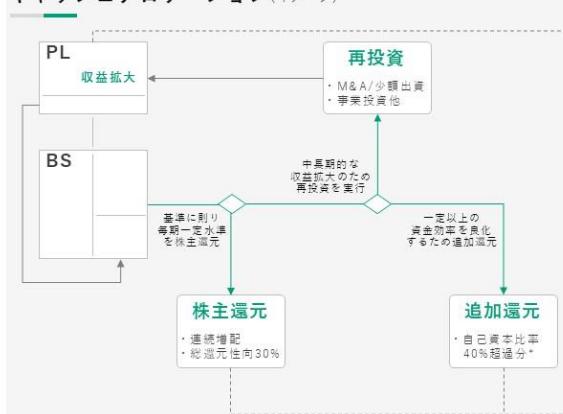 PL
収益拡大
再投資
・M&A/少額出資
・事業投資他
BS
中長期的な
収益拡大のため
再投資を実行
基準に則り
毎期一定水準
を株主還元
一定以上の
資金効率を良化
するため追加還元
株主還元
・連続増配
・総還元性向30%
追加還元
・自己資本比率
40%超過分*